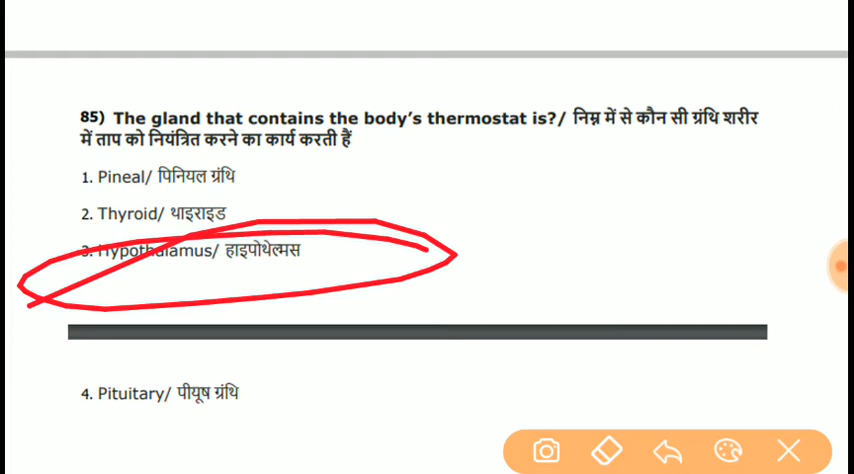 85) The gland that contains the body's thermostat is?/ निम्न में से कौन सी ग्रंथि शरीर
में ताप को नियंत्रित करने का कार्य करती हैं
1. Pineal/ पिनियल ग्रंथि
2. Thyroid/ थाइराइड
3. Hypothalamus/ हाइपोथेल्मस
4. Pituitary/ पीयूष ग्रंथि